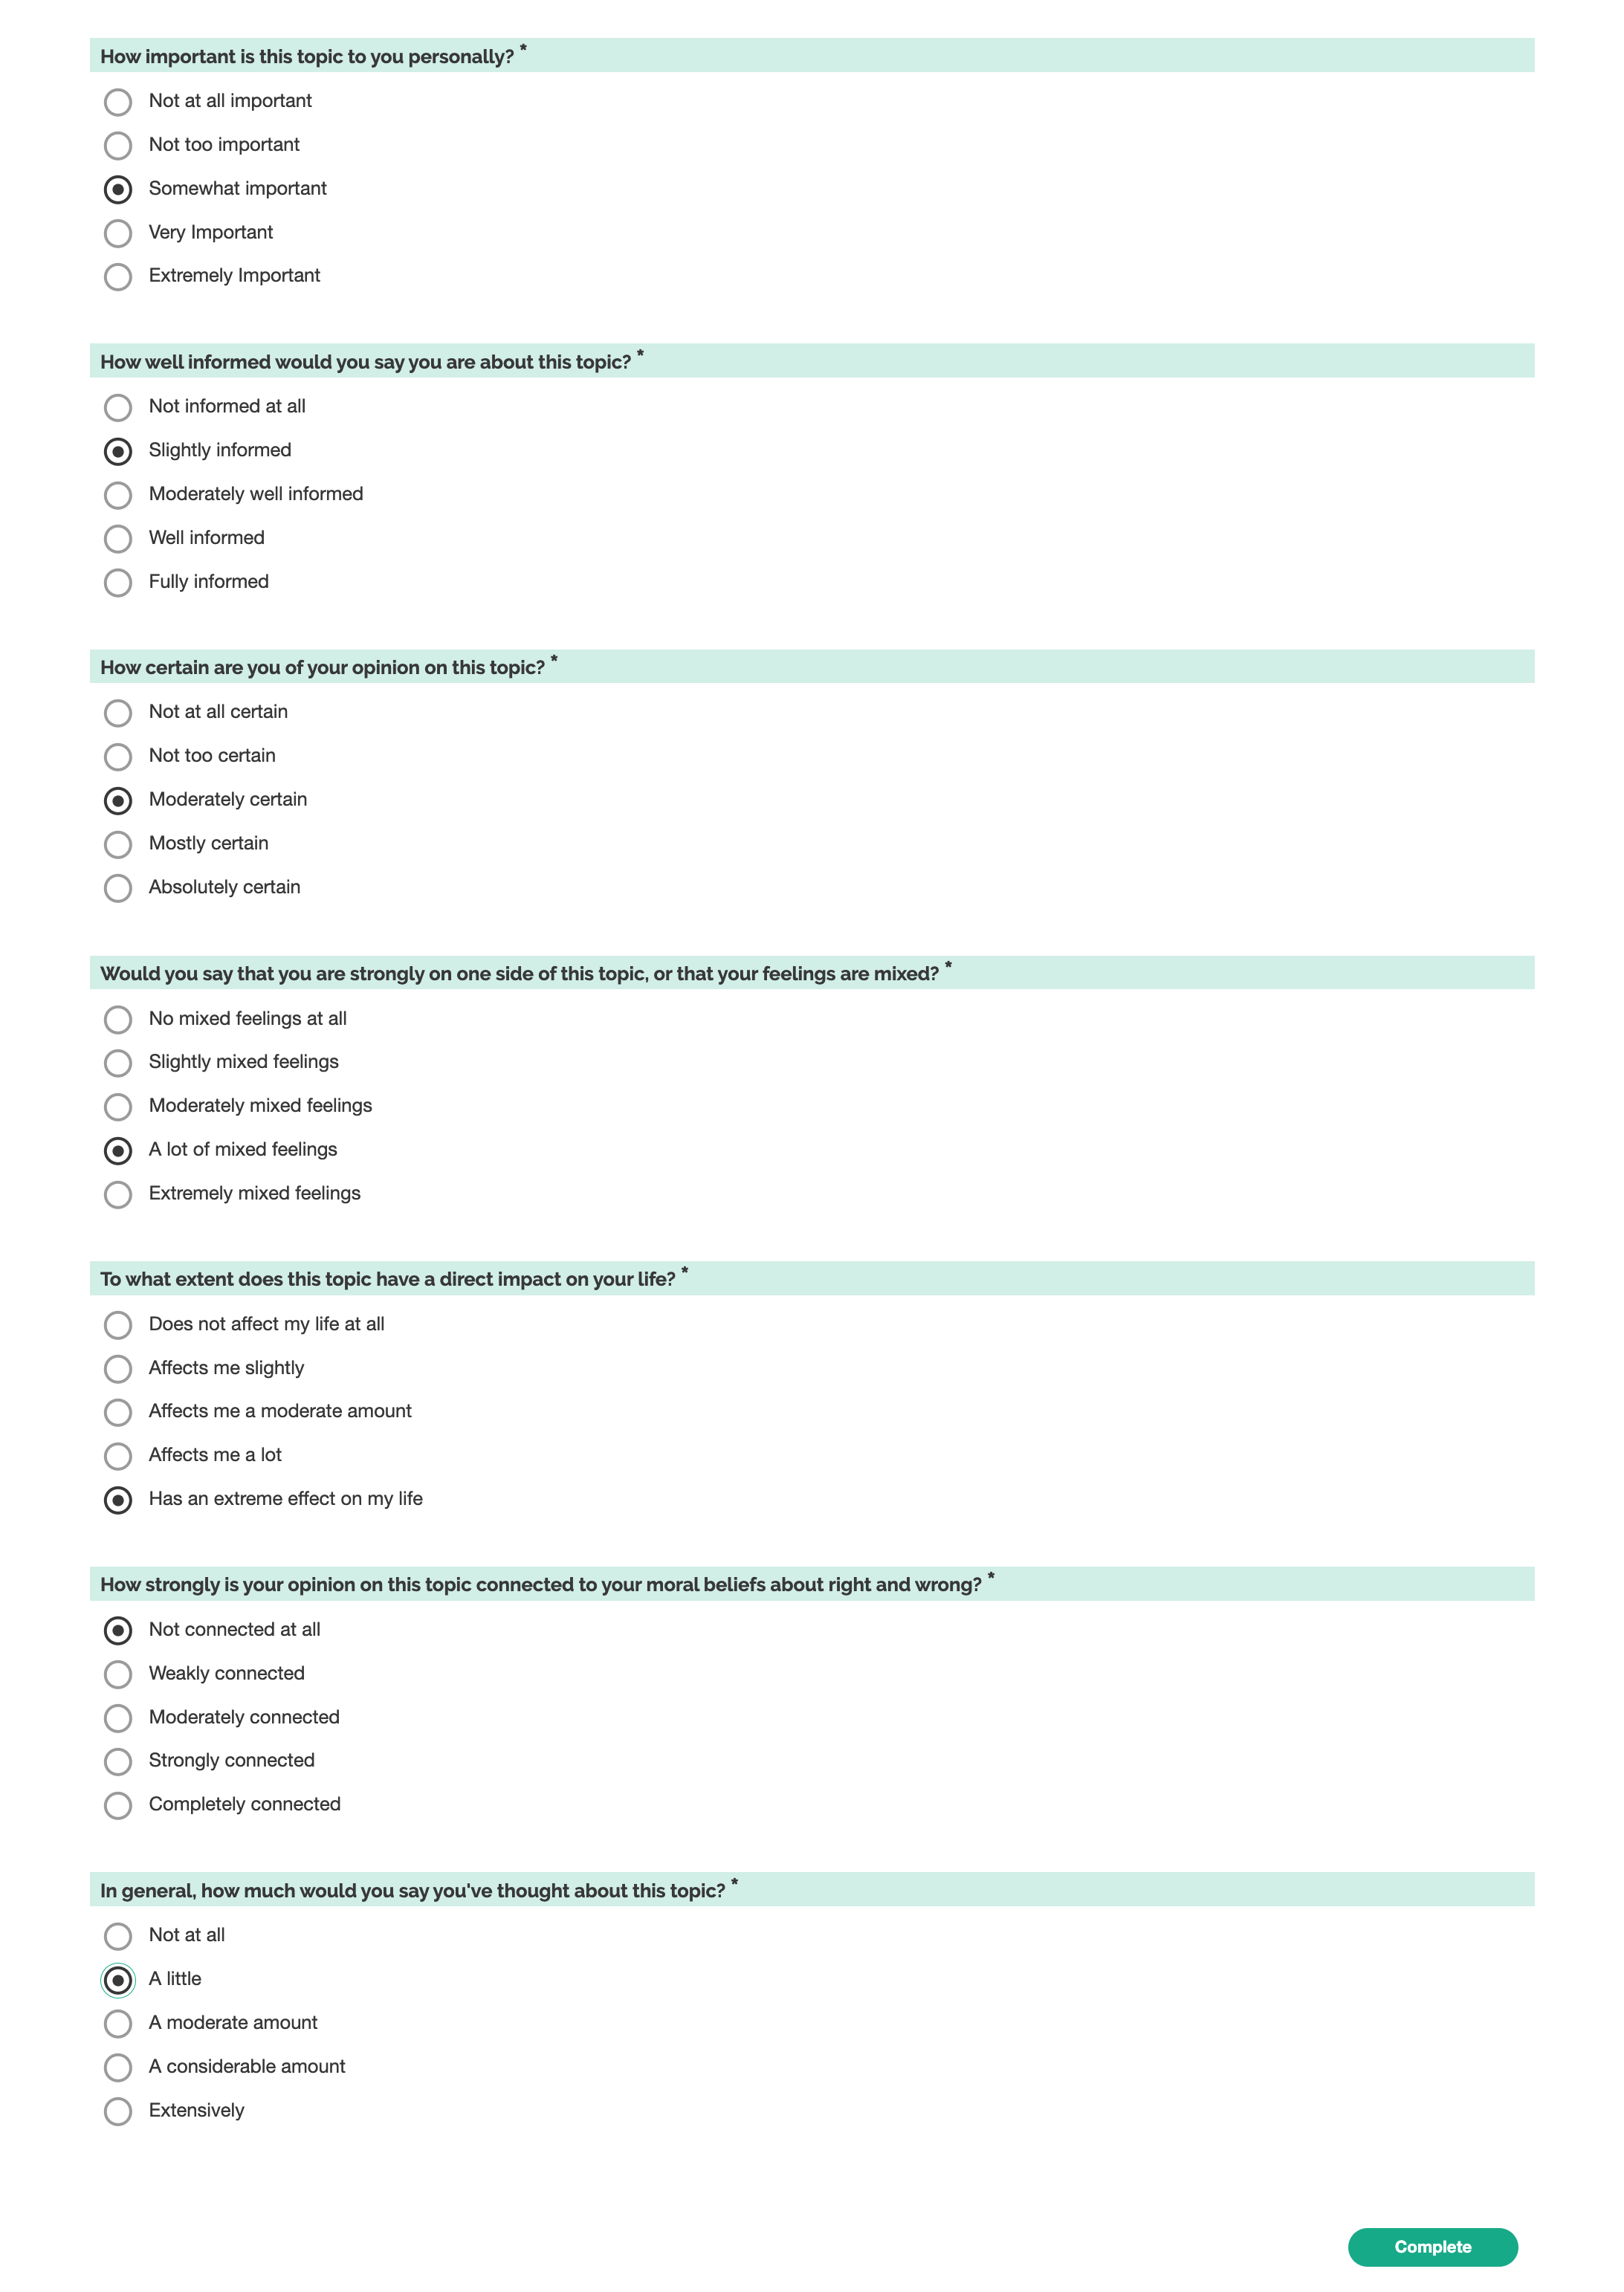 How important is this topic to you personally? *
Not at all important
Not too important
Somewhat important
Very Important
Extremely Important
How well informed would you say you are about this topic? *
Not informed at all
Slightly informed
Moderately well informed
Well informed
Fully informed
How certain are you of your opinion on this topic? *
Not at all certain
Not too certain
Moderately certain
Mostly certain
Absolutely certain
Would you say that you are strongly on one side of this topic, or that your feelings are mixed? *
No mixed feelings at all
Slightly mixed feelings
Moderately mixed feelings
A lot of mixed feelings
Extremely mixed feelings
To what extent does this topic have a direct impact on your life? *
Does not affect my life at all
Affects me slightly
Affects me a moderate amount
Affects me a lot
Has an extreme effect on my life
How strongly is your opinion on this topic connected to your moral beliefs about right and wrong? *
Not connected at all
Weakly connected
Moderately connected
Strongly connected
Completely connected
In general, how much would you say you've thought about this topic? *
Not at all
A little
A moderate amount
A considerable amount
Extensively
Complete